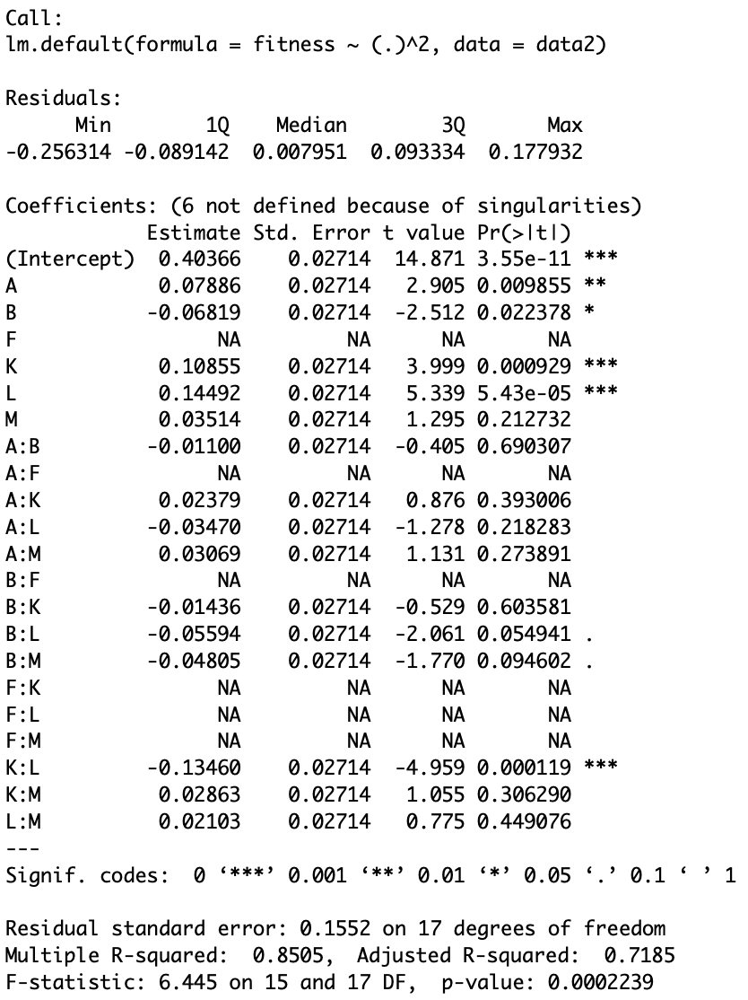 Call:
lm.default(formula = fitness ~ (.)^2, data = data2)
Residuals:
Min 1Q Median 3Q Max
-0.256314 -0.089142 0.007951 0.093334 0.177932
Coefficients: (6 not defined because of singularities)
Estimate Std. Error t value Pr(>|t|)
(Intercept) 0.40366 0.02714 14.871 3.55e-11 ***
A 0.07886 0.02714 2.905 0.009855 **
B -0.06819 0.02714 -2.512 0.022378 *
F NA NA NA NA
K 0.10855 0.02714 3.999 0.000929 ***
L 0.14492 0.02714 5.339 5.43e-05 ***
M 0.03514 0.02714 1.295 0.212732
A:B -0.01100 0.02714 -0.405 0.690307
A:F NA NA NA NA
A:K 0.02379 0.02714 0.876 0.393006
A:L -0.03470 0.02714 -1.278 0.218283
A:M 0.03069 0.02714 1.131 0.273891
B:F NA NA NA NA
B:K -0.01436 0.02714 -0.529 0.603581
B:L -0.05594 0.02714 -2.061 0.054941 .
B:M -0.04805 0.02714 -1.770 0.094602 .
F:K NA NA NA NA
F:L NA NA NA NA
F:M NA NA NA NA
K:L -0.13460 0.02714 -4.959 0.000119 ***
K:M 0.02863 0.02714 1.055 0.306290
L:M 0.02103 0.02714 0.775 0.449076
---
Signif. codes: 0 ‘***’ 0.001 ‘**’ 0.01 ‘*’ 0.05 ‘.’ 0.1 ‘ ’ 1
Residual standard error: 0.1552 on 17 degrees of freedom
Multiple R-squared: 0.8505, Adjusted R-squared: 0.7185
F-statistic: 6.445 on 15 and 17 DF, p-value: 0.0002239